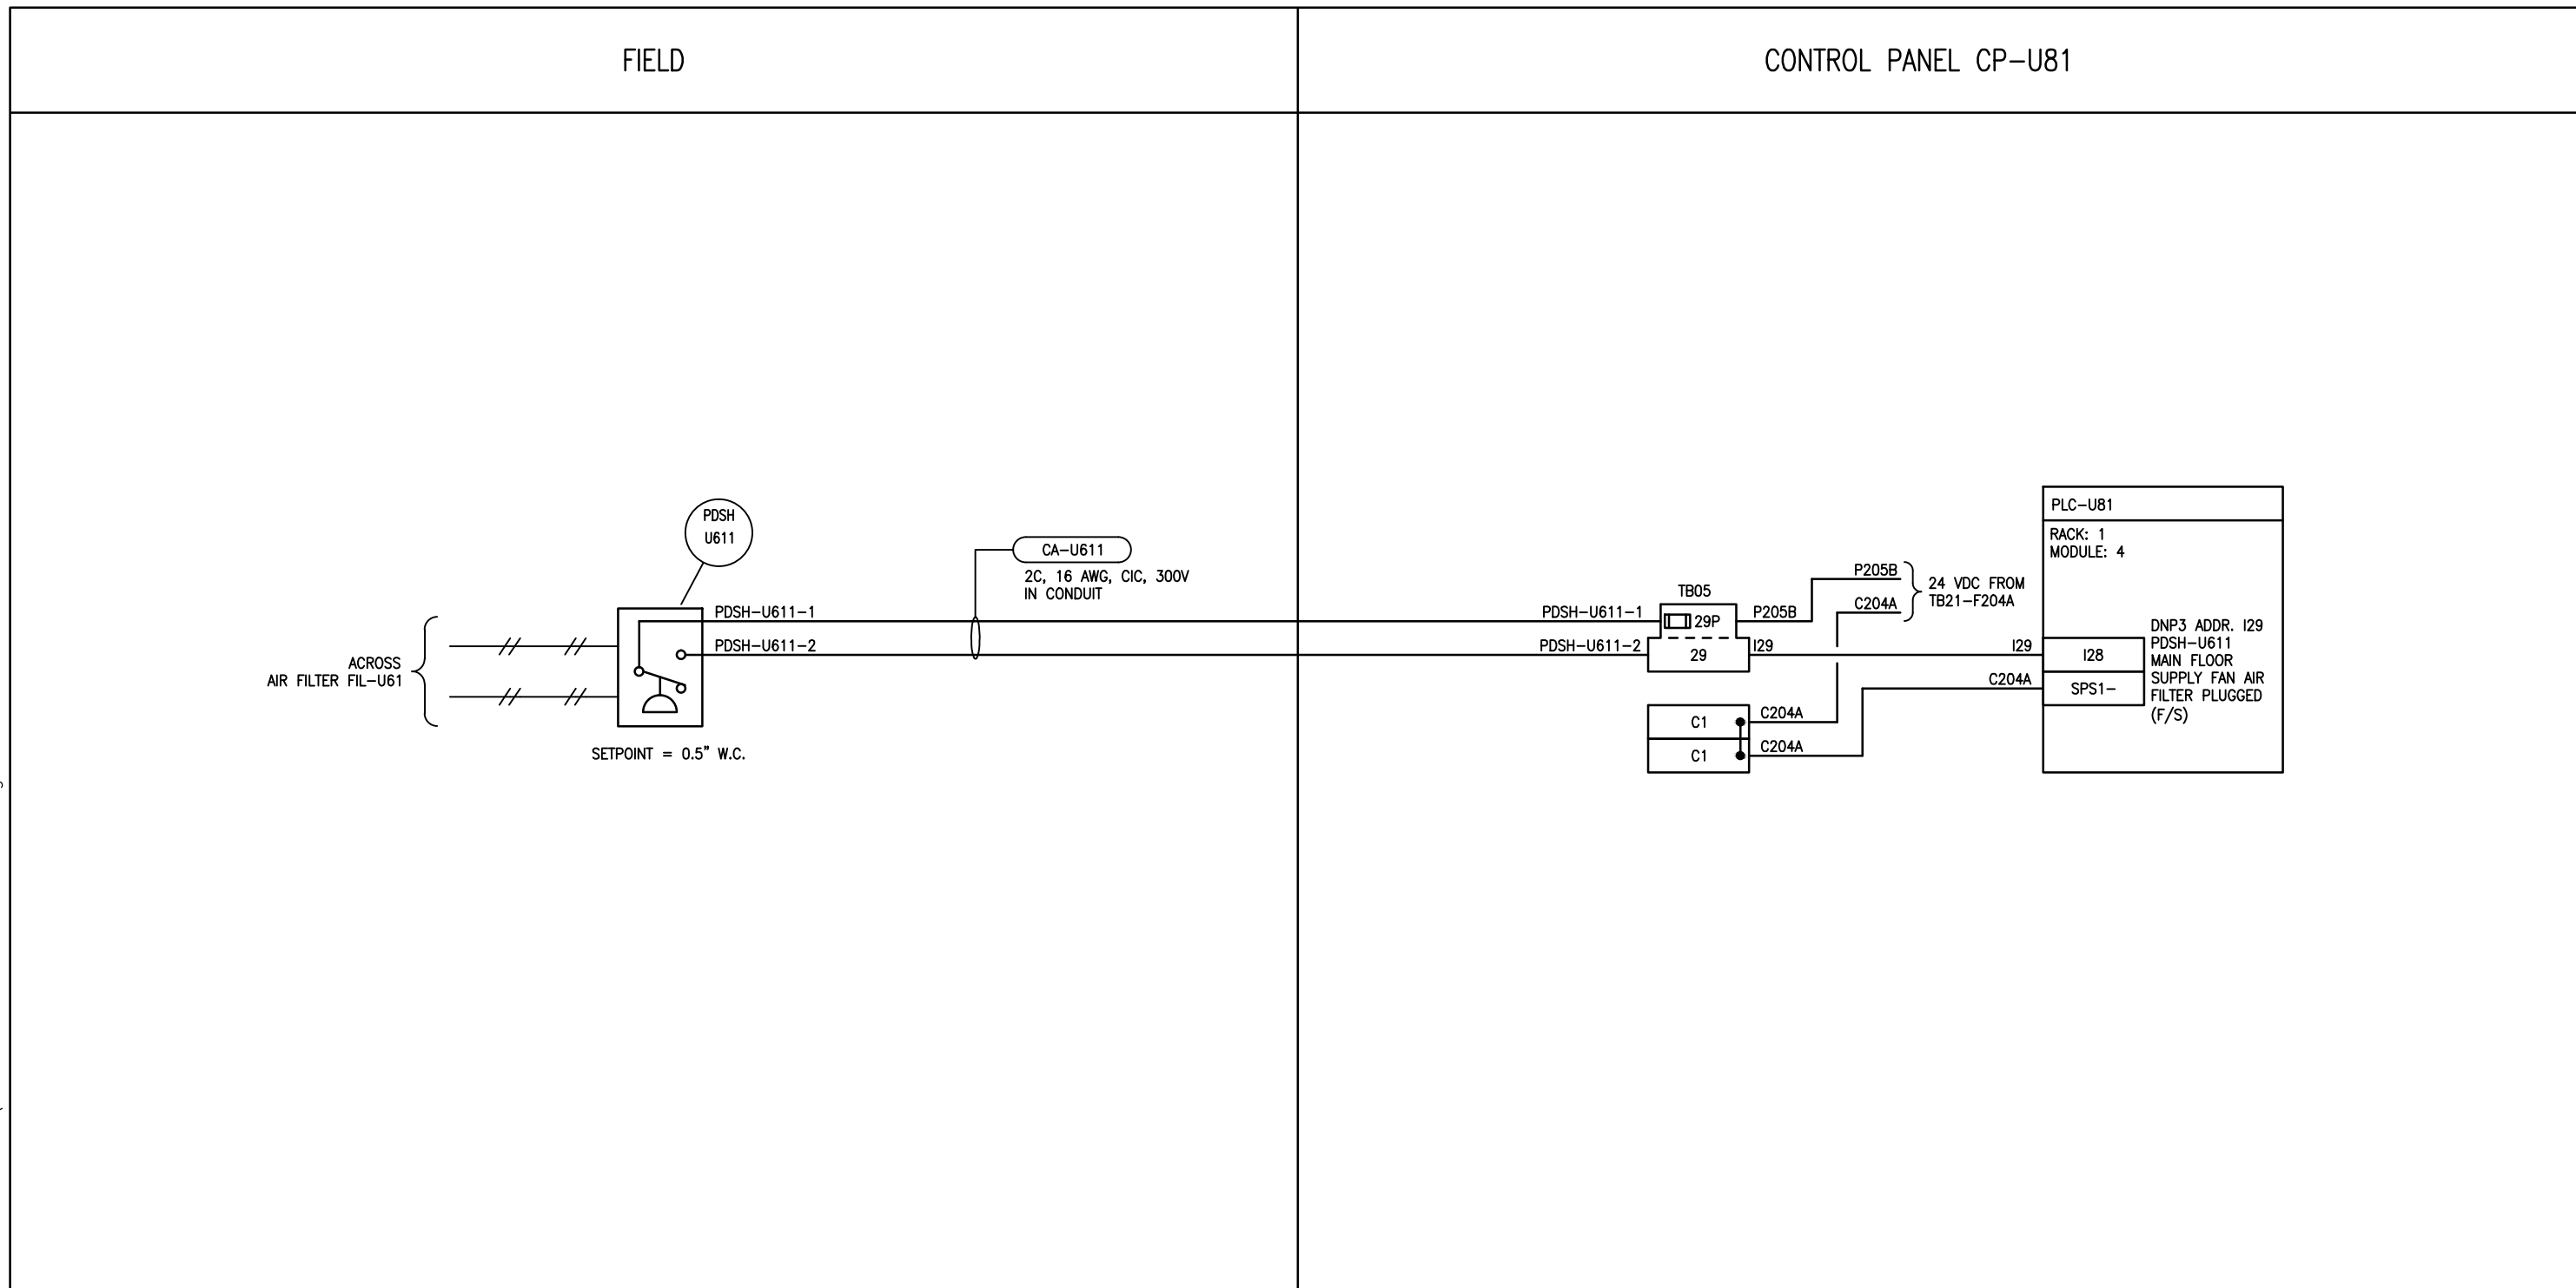 FIELD
CONTROL PANEL CP-U81
PDSH
U611
CA-U611
2C, 16 AWG, CIC, 300V
IN CONDUIT
PDSH-U611-1
PDSH-U611-2
ACROSS
AIR FILTER FIL-U61
SETPOINT = 0.5" W.C.
PDSH-U611-1
PDSH-U611-2
TB05
29P
29
P205B
I29
P205B
C204A
24 VDC FROM
TB21-F204A
C1
C204A
C1
C204A
I29
C204A
PLC-U81
RACK: 1
MODULE: 4
I28
SPS1-
DNP3 ADDR. I29
PDSH-U611
MAIN FLOOR
SUPPLY FAN AIR
FILTER PLUGGED
(F/S)